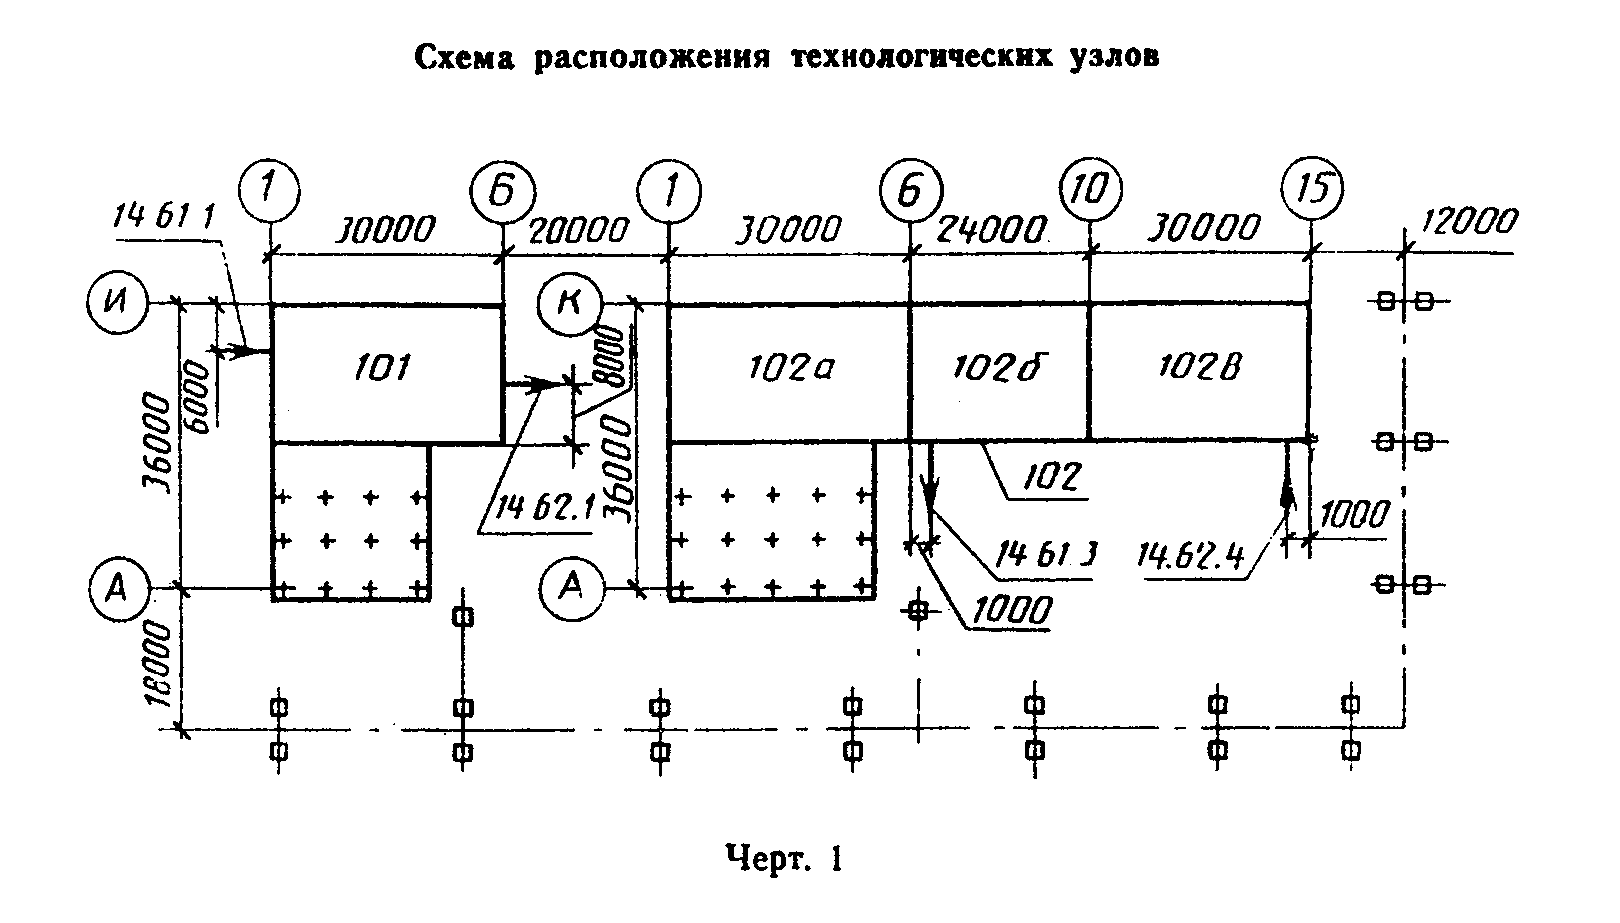 Схема расположения технологических узлов
1 6 1 6 10 15
14 61 1 30000 20000 30000 24000 30000 12000
И К
6000 101 8000 102а 102б 102в
36000 36000
14 62.1 102
14 61 3 14.62.4 1000
А А 1000
18000
Черт. 1